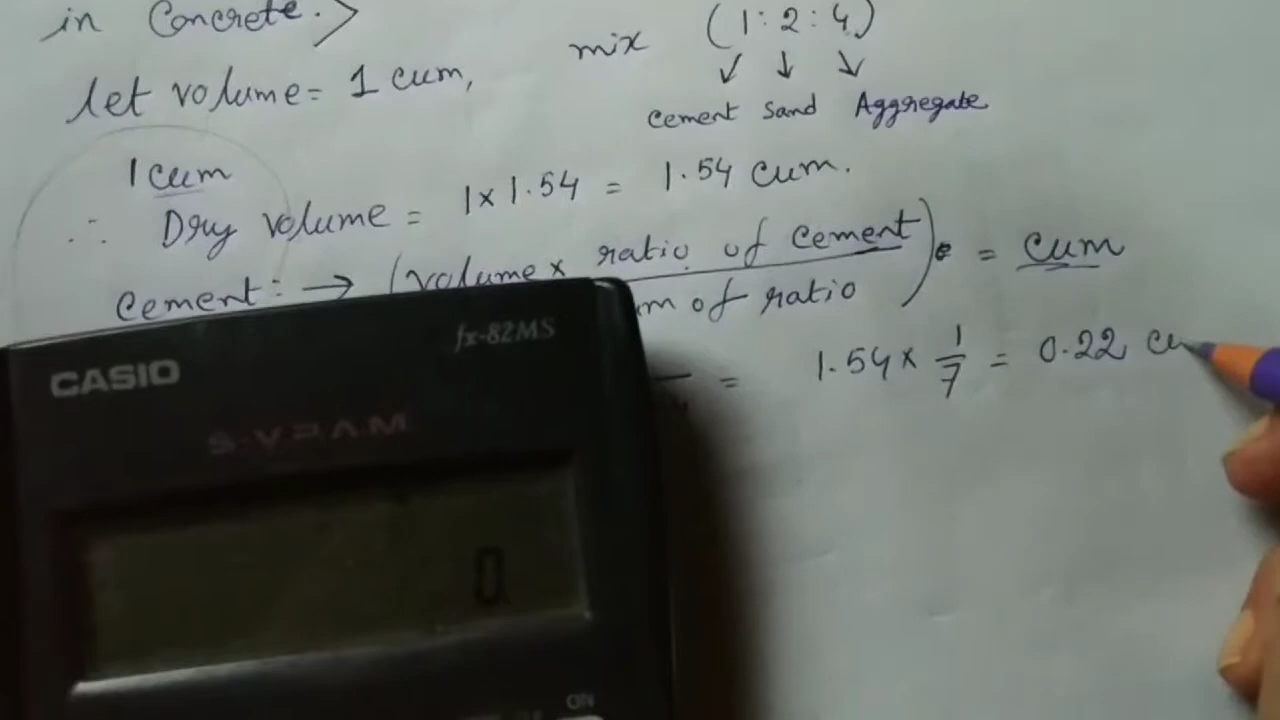 in Concrete.
mix (1:2:4)
let volume = 1 cum,
cement sand Aggregate
1 cum
∴ Dry volume = 1 x 1.54 = 1.54 cum.
cement :- → (volume x ratio of cement) = cum
m of ratio
= 1.54 x 1/7 = 0.22 cu
fx-82MS
CASIO
S-V.P.A.M.
0
ON